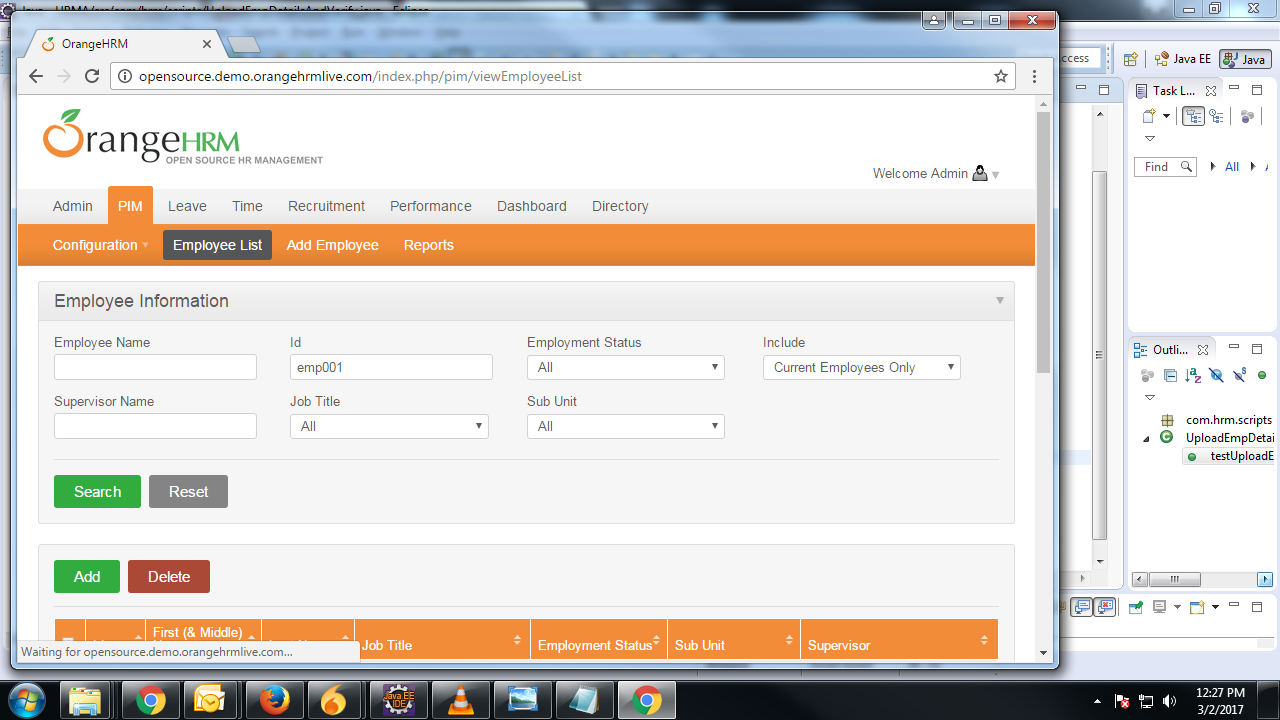 OrangeHRM
opensource.demo.orangehrmlive.com/index.php/pim/viewEmployeeList
OrangeHRM
OPEN SOURCE HR MANAGEMENT
Welcome Admin
Admin PIM Leave Time Recruitment Performance Dashboard Directory
Configuration Employee List Add Employee Reports
Employee Information
Employee Name Id Employment Status Include
emp001 All Current Employees Only
Supervisor Name Job Title Sub Unit
All All
Search Reset
Add Delete
First (& Middle)
Job Title Employment Status Sub Unit Supervisor
Waiting for opensource.demo.orangehrmlive.com...
Java EE Java
Task L...
Find All
Outli...
com.hrm.scripts
UploadEmpDetai
testUploadE
Java EE
IDE
12:27 PM
3/2/2017